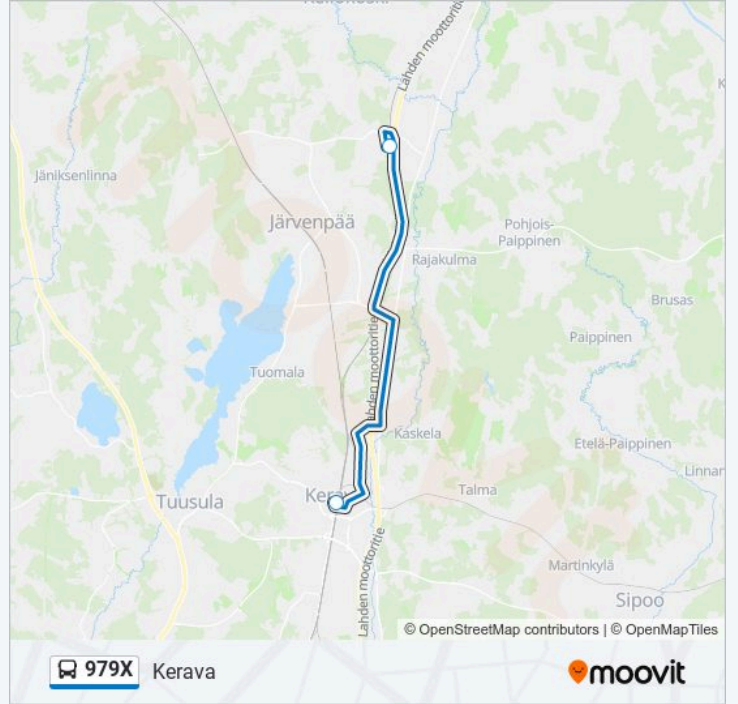 Lahden moottoritie
Jäniksenlinna
Järvenpää
Pohjois-
Paippinen
Rajakulma
Brusas
Paippinen
Tuomala
Lahden moottoritie
Kaskela
Etelä-Paippinen
Talma
Tuusula
Lahden moottoritie
Martinkylä
Sipoo
© OpenStreetMap contributors | © OpenMapTiles
979X Kerava
moovit